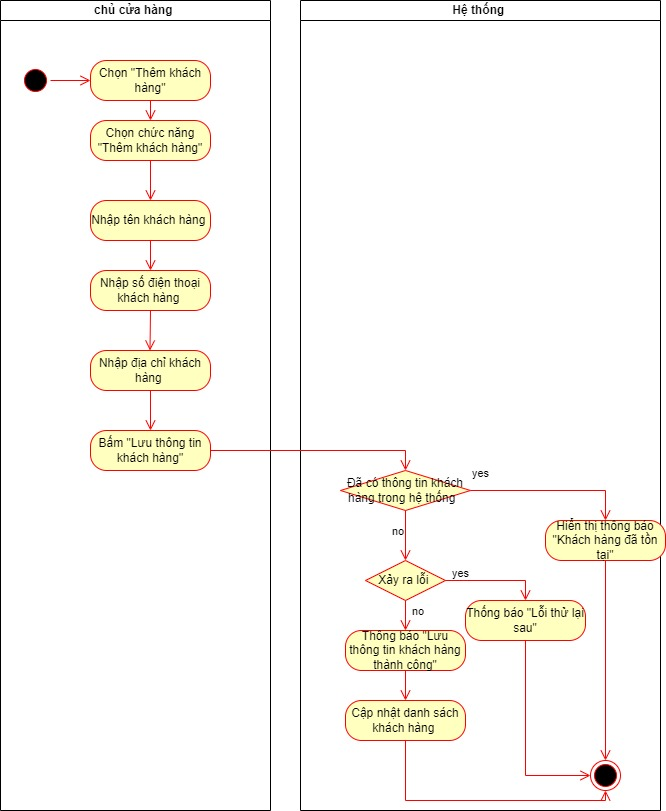 chủ cửa hàng
Hệ thống
Chọn "Thêm khách
hàng"
Chọn chức năng
"Thêm khách hàng"
Nhập tên khách hàng
Nhập số điện thoại
khách hàng
Nhập địa chỉ khách
hàng
Bấm "Lưu thông tin
khách hàng"
Đã có thông tin khách
hàng trong hệ thống
yes
no
Hiển thị thông báo
"Khách hàng đã tồn
tại"
Xảy ra lỗi
yes
no
Thống báo "Lỗi thử lại
sau"
Thống báo "Lưu
thông tin khách hàng
thành công"
Cập nhật danh sách
khách hàng